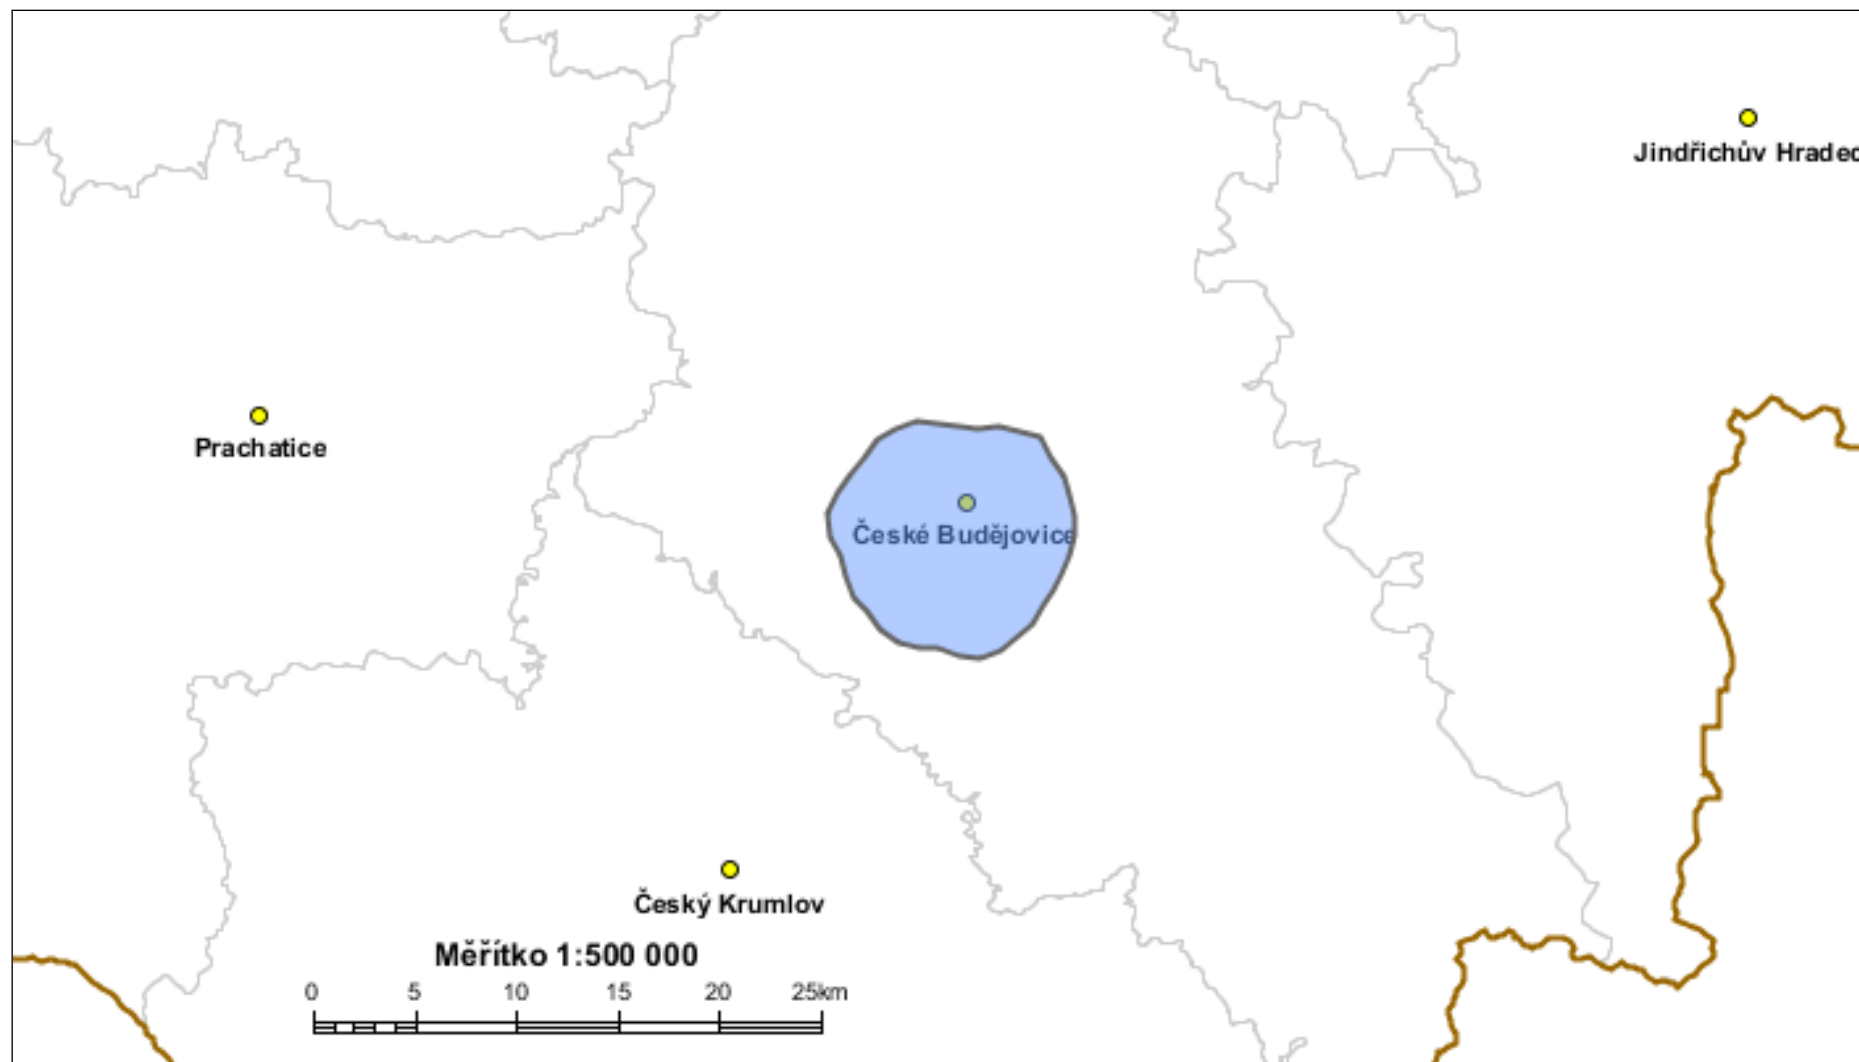 Jindřichův Hradec
Prachatice
České Budějovice
Český Krumlov
Měřítko 1:500 000
0 5 10 15 20 25km